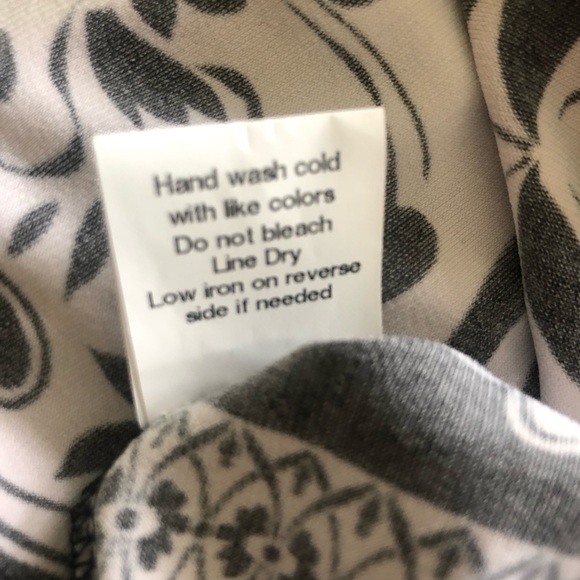 Hand wash cold
with like colors
Do not bleach
Line Dry
Low iron on reverse
side if needed